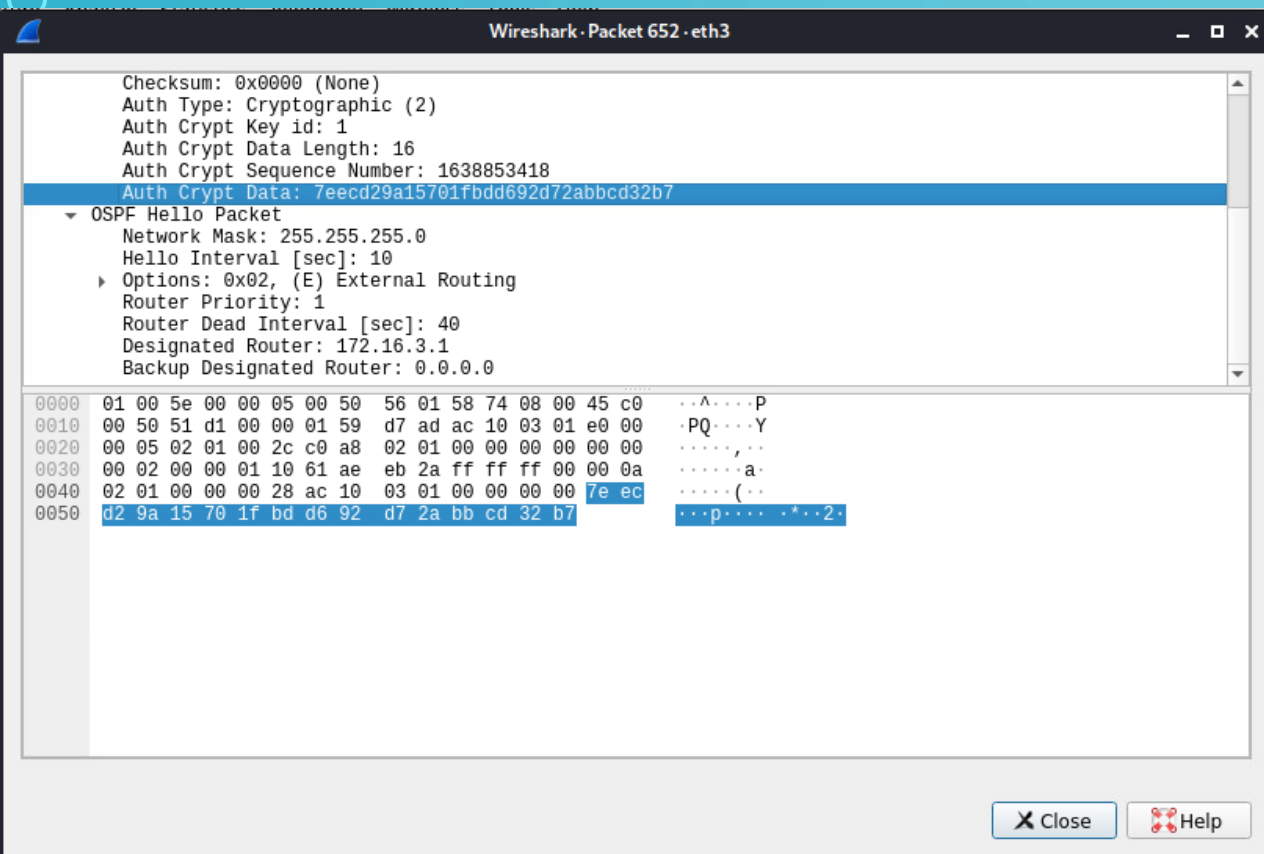 Wireshark · Packet 652 · eth3
Checksum: 0x0000 (None)
Auth Type: Cryptographic (2)
Auth Crypt Key id: 1
Auth Crypt Data Length: 16
Auth Crypt Sequence Number: 1638853418
Auth Crypt Data: 7eecd29a15701fbdd692d72abbcd32b7
OSPF Hello Packet
Network Mask: 255.255.255.0
Hello Interval [sec]: 10
Options: 0x02, (E) External Routing
Router Priority: 1
Router Dead Interval [sec]: 40
Designated Router: 172.16.3.1
Backup Designated Router: 0.0.0.0
0000 01 00 5e 00 00 05 00 50 56 01 58 74 08 00 45 c0 ··^····P
0010 00 50 51 d1 00 00 01 59 d7 ad ac 10 03 01 e0 00 ·PQ····Y
0020 00 05 02 01 00 2c c0 a8 02 01 00 00 00 00 00 00 ·····,··
0030 00 02 00 00 01 10 61 ae eb 2a ff ff ff 00 00 0a ······a·
0040 02 01 00 00 00 28 ac 10 03 01 00 00 00 00 7e ec ·····(··
0050 d2 9a 15 70 1f bd d6 92 d7 2a bb cd 32 b7 ···p···· ·*··2·
Close
Help